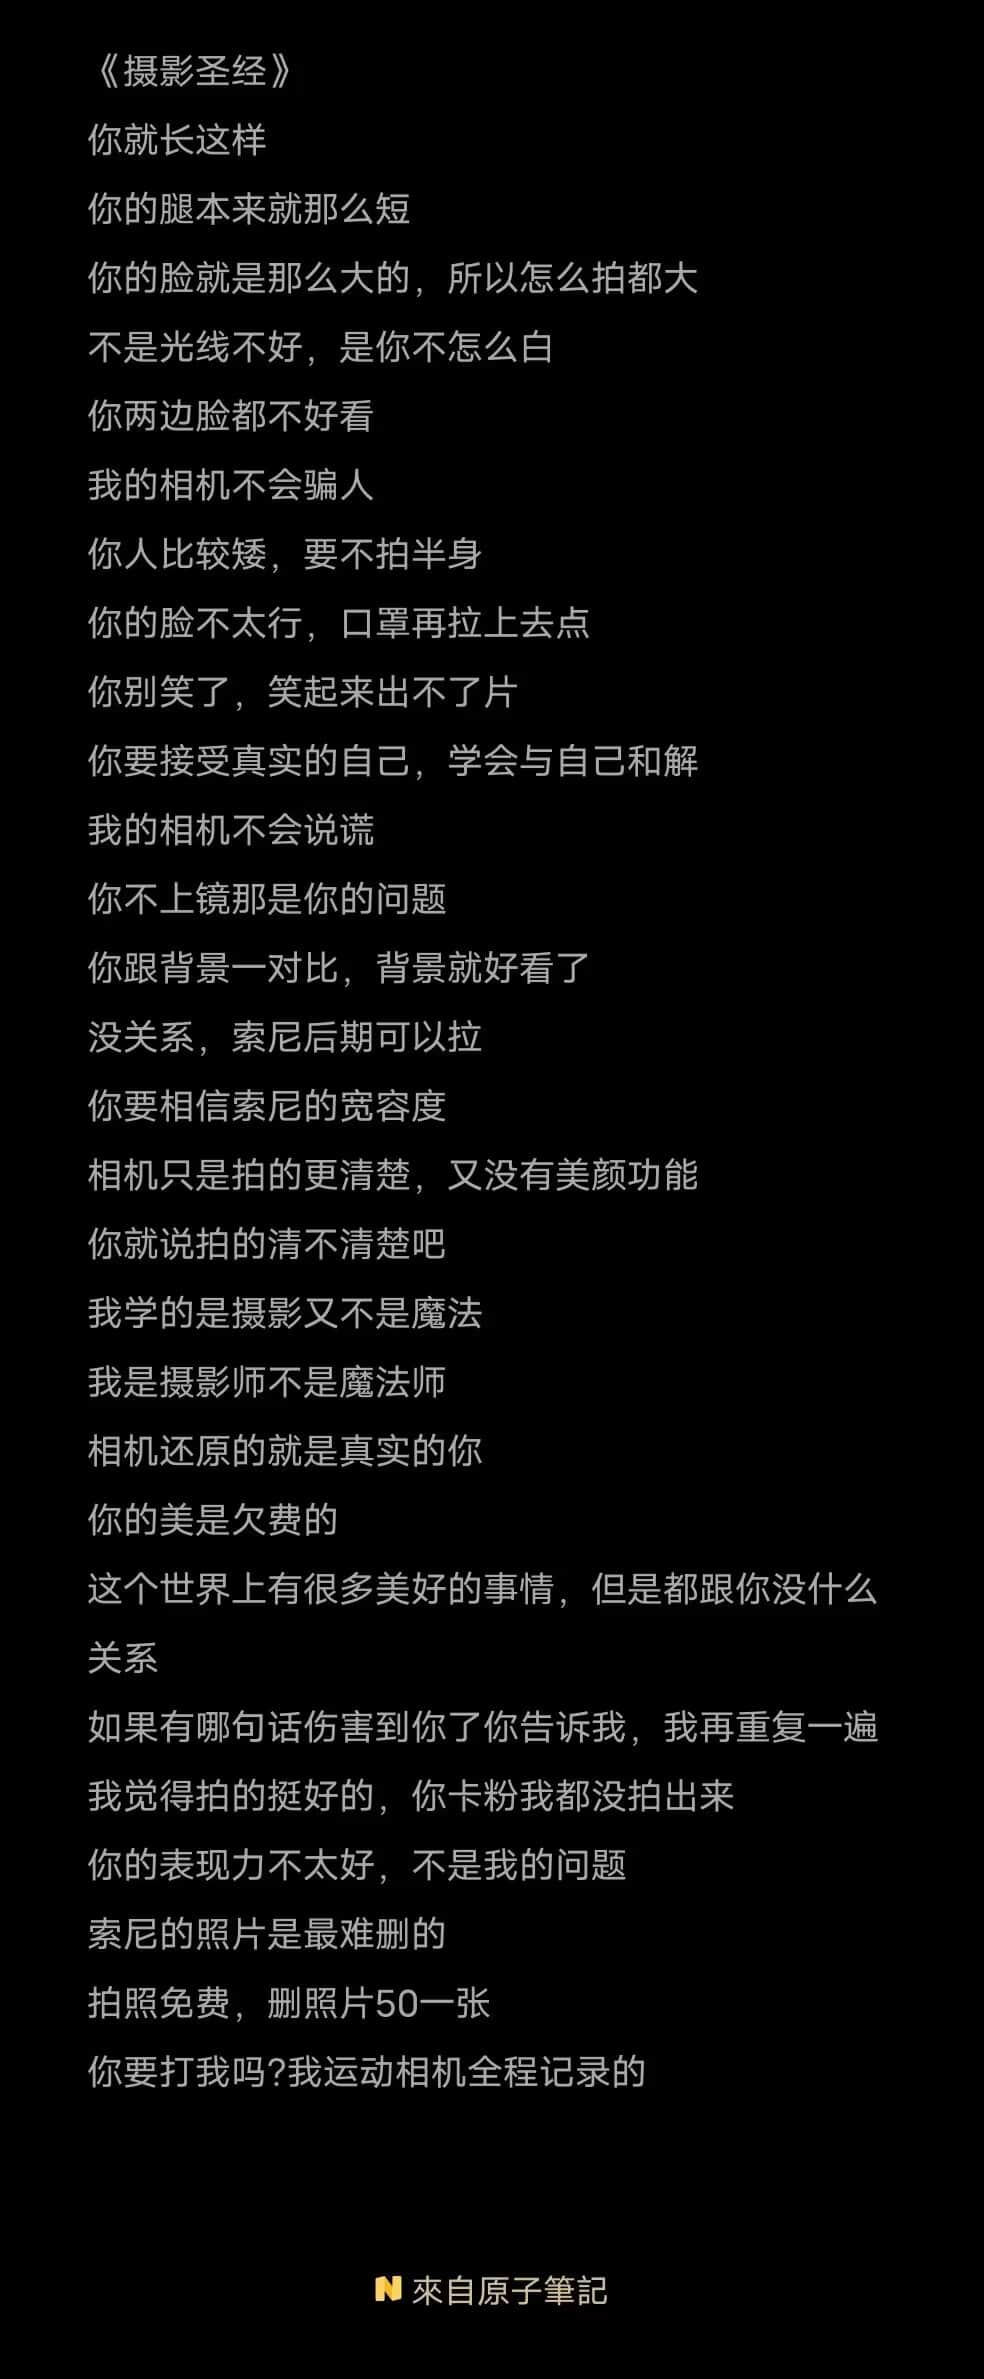 《摄影圣经》
你就长这样
你的腿本来就那么短
你的脸就是那么大的，所以怎么拍都大
不是光线不好，是你不怎么白
你两边脸都不好看
我的相机不会骗人
你人比较矮，要不拍半身
你的脸不太行，口罩再拉上去点
你别笑了，笑起来出不了片
你要接受真实的自己，学会与自己和解
我的相机不会说谎
你不上镜那是你的问题
你跟背景一对比，背景就好看了
没关系，索尼后期可以拉
你要相信索尼的宽容度
相机只是拍的更清楚，又没有美颜功能
你就说拍的清不清楚吧
我学的是摄影又不是魔法
我是摄影师不是魔法师
相机还原的就是真实的你
你的美是欠费的
这个世界上有很多美好的事情，但是都跟你没什么
关系
如果有哪句话伤害到你了你告诉我，我再重复一遍
我觉得拍的挺好的，你卡粉我都没拍出来
你的表现力不太好，不是我的问题
索尼的照片是最难删的
拍照免费，删照片50一张
你要打我吗?我运动相机全程记录的
來自原子筆記